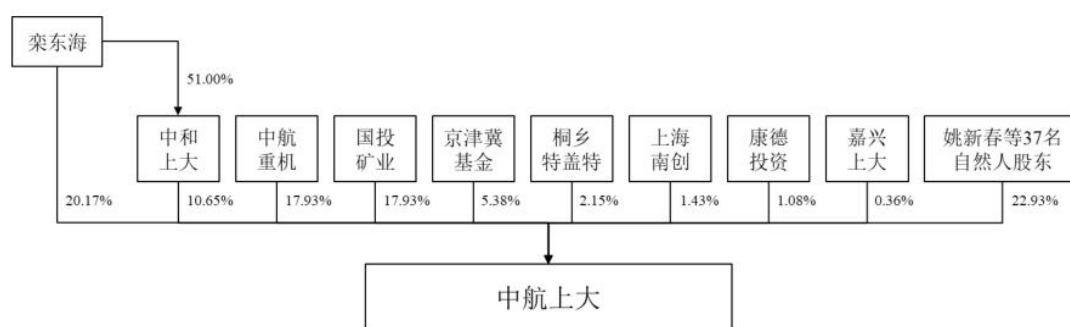 栾东海
51.00%
中和
上大
中航
重机
国投
矿业
京津冀
基金
桐乡
特盖特
上海
南创
康德
投资
嘉兴
上大
姚新春等37名
自然人股东
20.17%
10.65%
17.93%
17.93%
5.38%
2.15%
1.43%
1.08%
0.36%
22.93%
中航上大